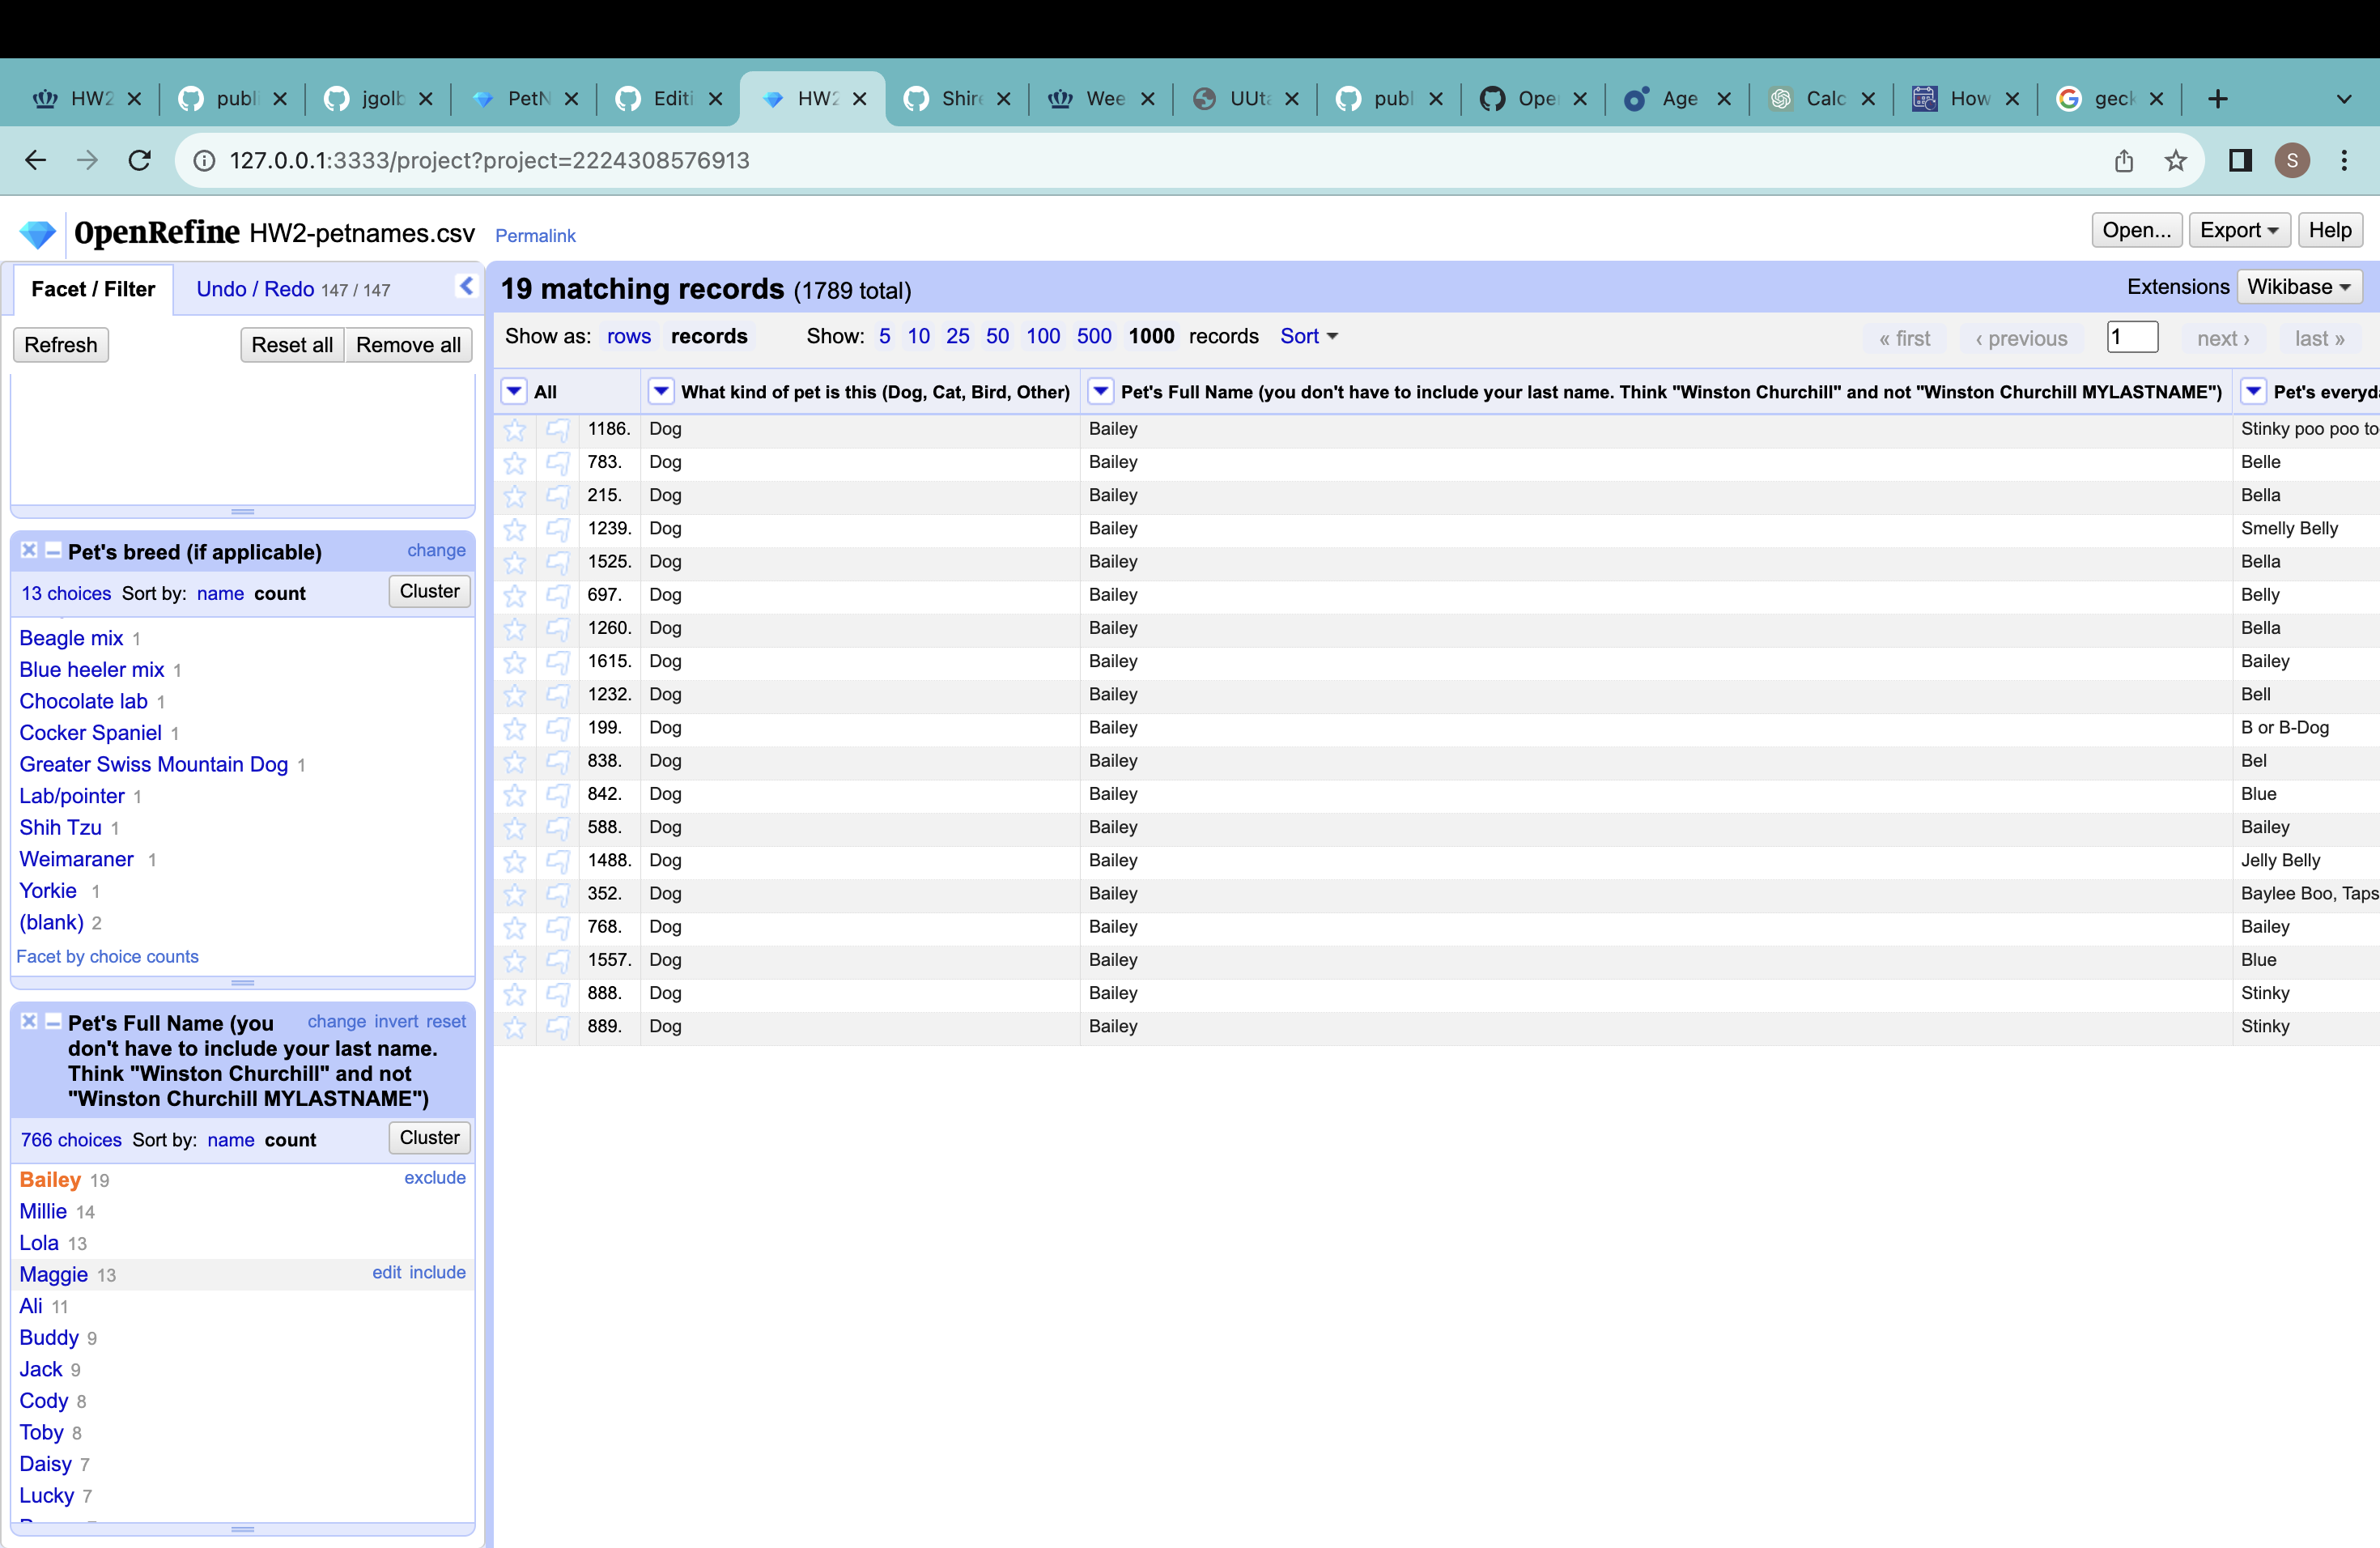 HW2 publ jgolb PetN Editi HW2 Shire Wee UUta publ Ope Age Calc How geck
127.0.0.1:3333/project?project=2224308576913 S
OpenRefine HW2-petnames.csv Permalink Open... Export Help
Facet / Filter Undo / Redo 147 / 147
19 matching records (1789 total) Extensions Wikibase
Refresh Reset all Remove all
Show as: rows records Show: 5 10 25 50 100 500 1000 records Sort « first ‹ previous 1 next › last »
All What kind of pet is this (Dog, Cat, Bird, Other) Pet's Full Name (you don't have to include your last name. Think "Winston Churchill" and not "Winston Churchill MYLASTNAME") Pet's everyd
1186. Dog Bailey Stinky poo poo to
783. Dog Bailey Belle
215. Dog Bailey Bella
1239. Dog Bailey Smelly Belly
1525. Dog Bailey Bella
697. Dog Bailey Belly
1260. Dog Bailey Bella
1615. Dog Bailey Bailey
1232. Dog Bailey Bell
199. Dog Bailey B or B-Dog
838. Dog Bailey Bel
842. Dog Bailey Blue
588. Dog Bailey Bailey
1488. Dog Bailey Jelly Belly
352. Dog Bailey Baylee Boo, Taps
768. Dog Bailey Bailey
1557. Dog Bailey Blue
888. Dog Bailey Stinky
889. Dog Bailey Stinky
Pet's breed (if applicable) change
13 choices Sort by: name count Cluster
Beagle mix 1
Blue heeler mix 1
Chocolate lab 1
Cocker Spaniel 1
Greater Swiss Mountain Dog 1
Lab/pointer 1
Shih Tzu 1
Weimaraner 1
Yorkie 1
(blank) 2
Facet by choice counts
Pet's Full Name (you change invert reset
don't have to include your last name.
Think "Winston Churchill" and not
"Winston Churchill MYLASTNAME")
766 choices Sort by: name count Cluster
Bailey 19 exclude
Millie 14
Lola 13
Maggie 13 edit include
Ali 11
Buddy 9
Jack 9
Cody 8
Toby 8
Daisy 7
Lucky 7